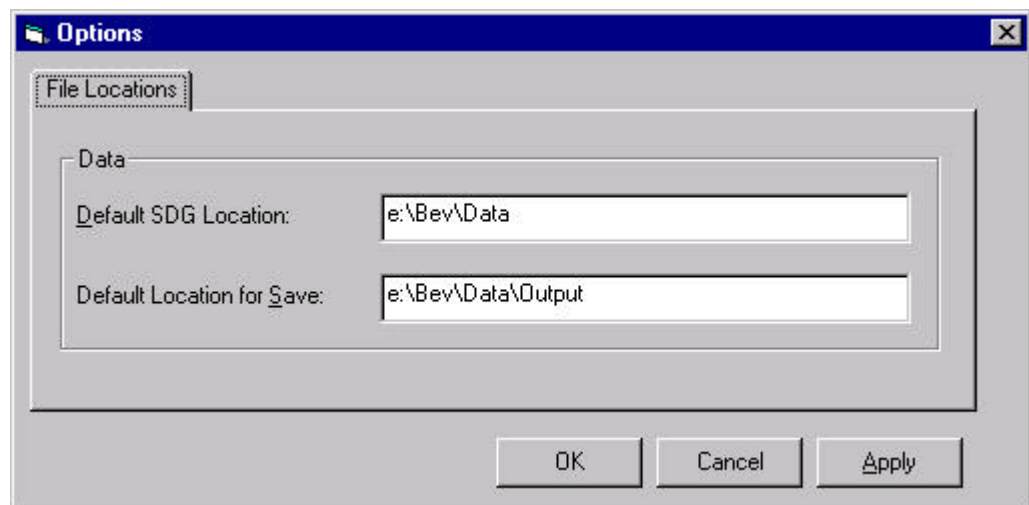 Options
File Locations
Data
Default SDG Location: e:\Bev\Data
Default Location for Save: e:\Bev\Data\Output
OK Cancel Apply